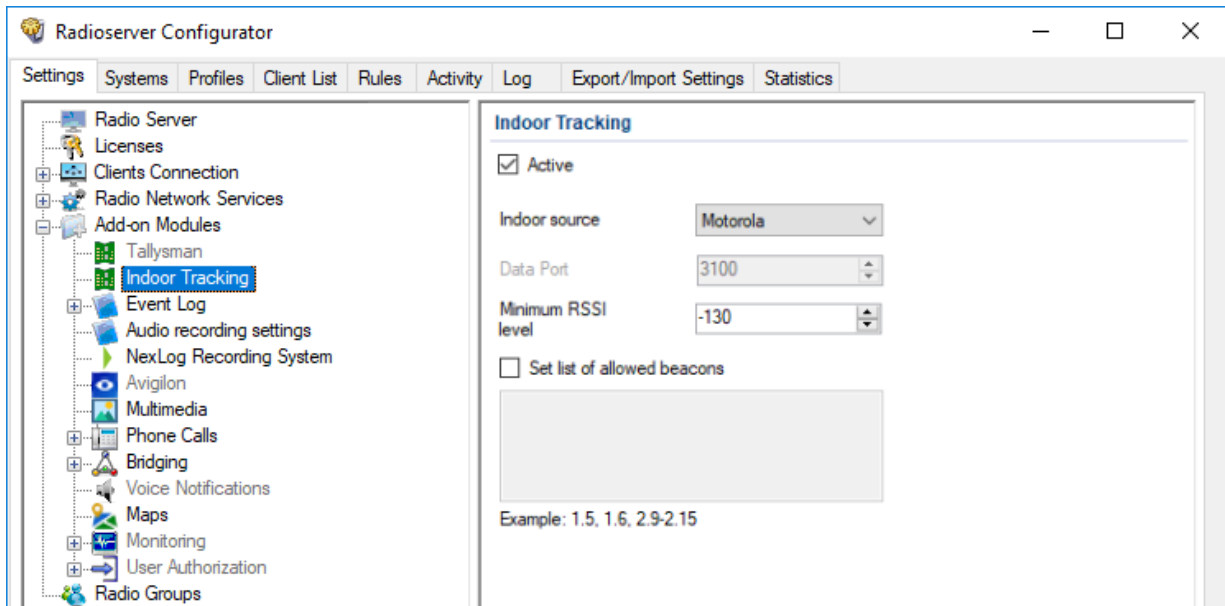 Radioserver Configurator
Settings Systems Profiles Client List Rules Activity Log Export/Import Settings Statistics
Radio Server
Licenses
Clients Connection
Radio Network Services
Add-on Modules
Tallysman
Indoor Tracking
Event Log
Audio recording settings
NexLog Recording System
Avigilon
Multimedia
Phone Calls
Bridging
Voice Notifications
Maps
Monitoring
User Authorization
Radio Groups
Indoor Tracking
Active
Indoor source Motorola
Data Port 3100
Minimum RSSI
level -130
Set list of allowed beacons
Example: 1.5, 1.6, 2.9-2.15